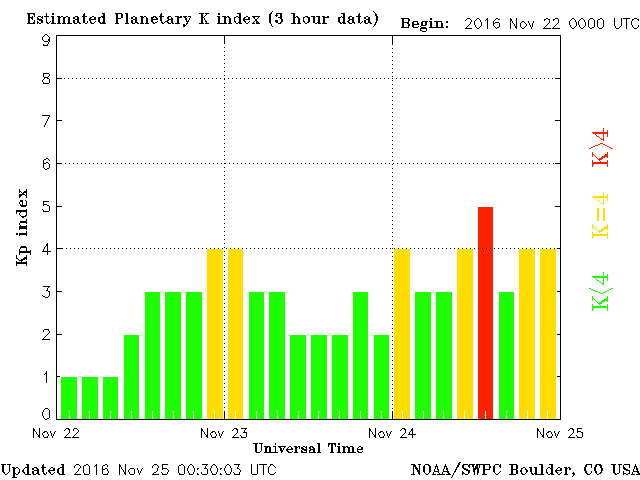 Estimated Planetary K index (3 hour data) Begin: 2016 Nov 22 0000 UTC
9
8
7
6
5
4
3
2
1
0
Kp index
K>4
K=4
K<4
Nov 22 Nov 23 Nov 24 Nov 25
Universal Time
Updated 2016 Nov 25 00:30:03 UTC NOAA/SWPC Boulder, CO USA